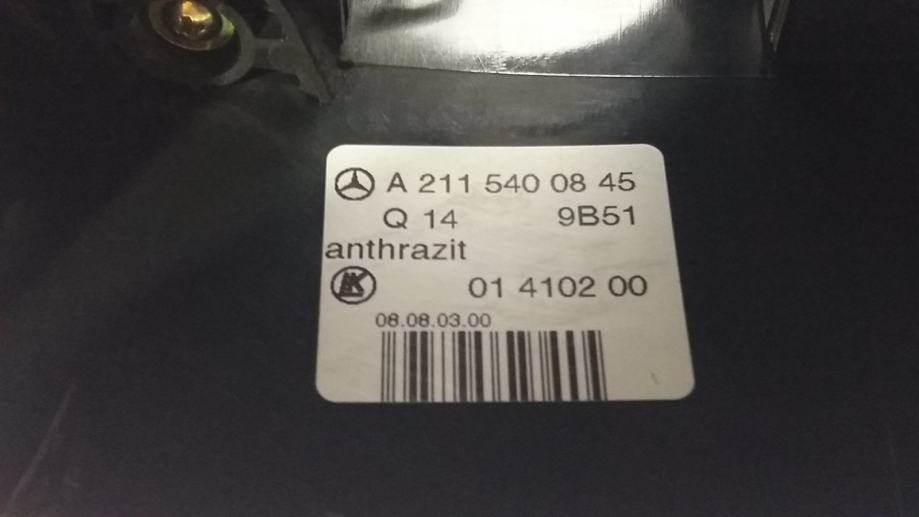 A 211 540 08 45
Q 14 9B51
anthrazit
01 4102 00
08.08.03.00